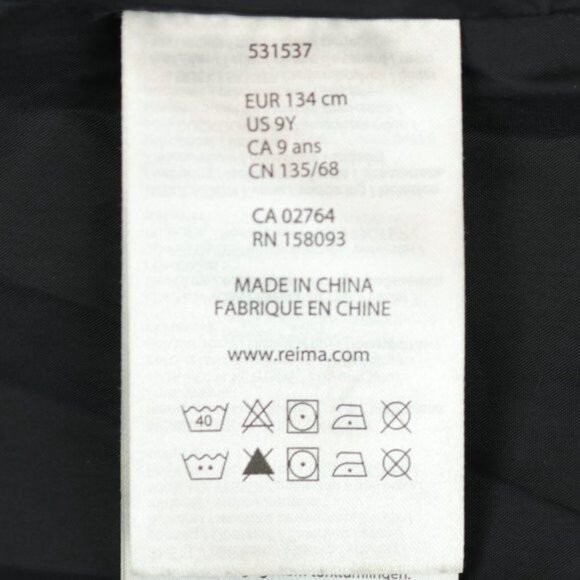 531537
EUR 134 cm
US 9Y
CA 9 ans
CN 135/68
CA 02764
RN 158093
MADE IN CHINA
FABRIQUE EN CHINE
www.reima.com
40